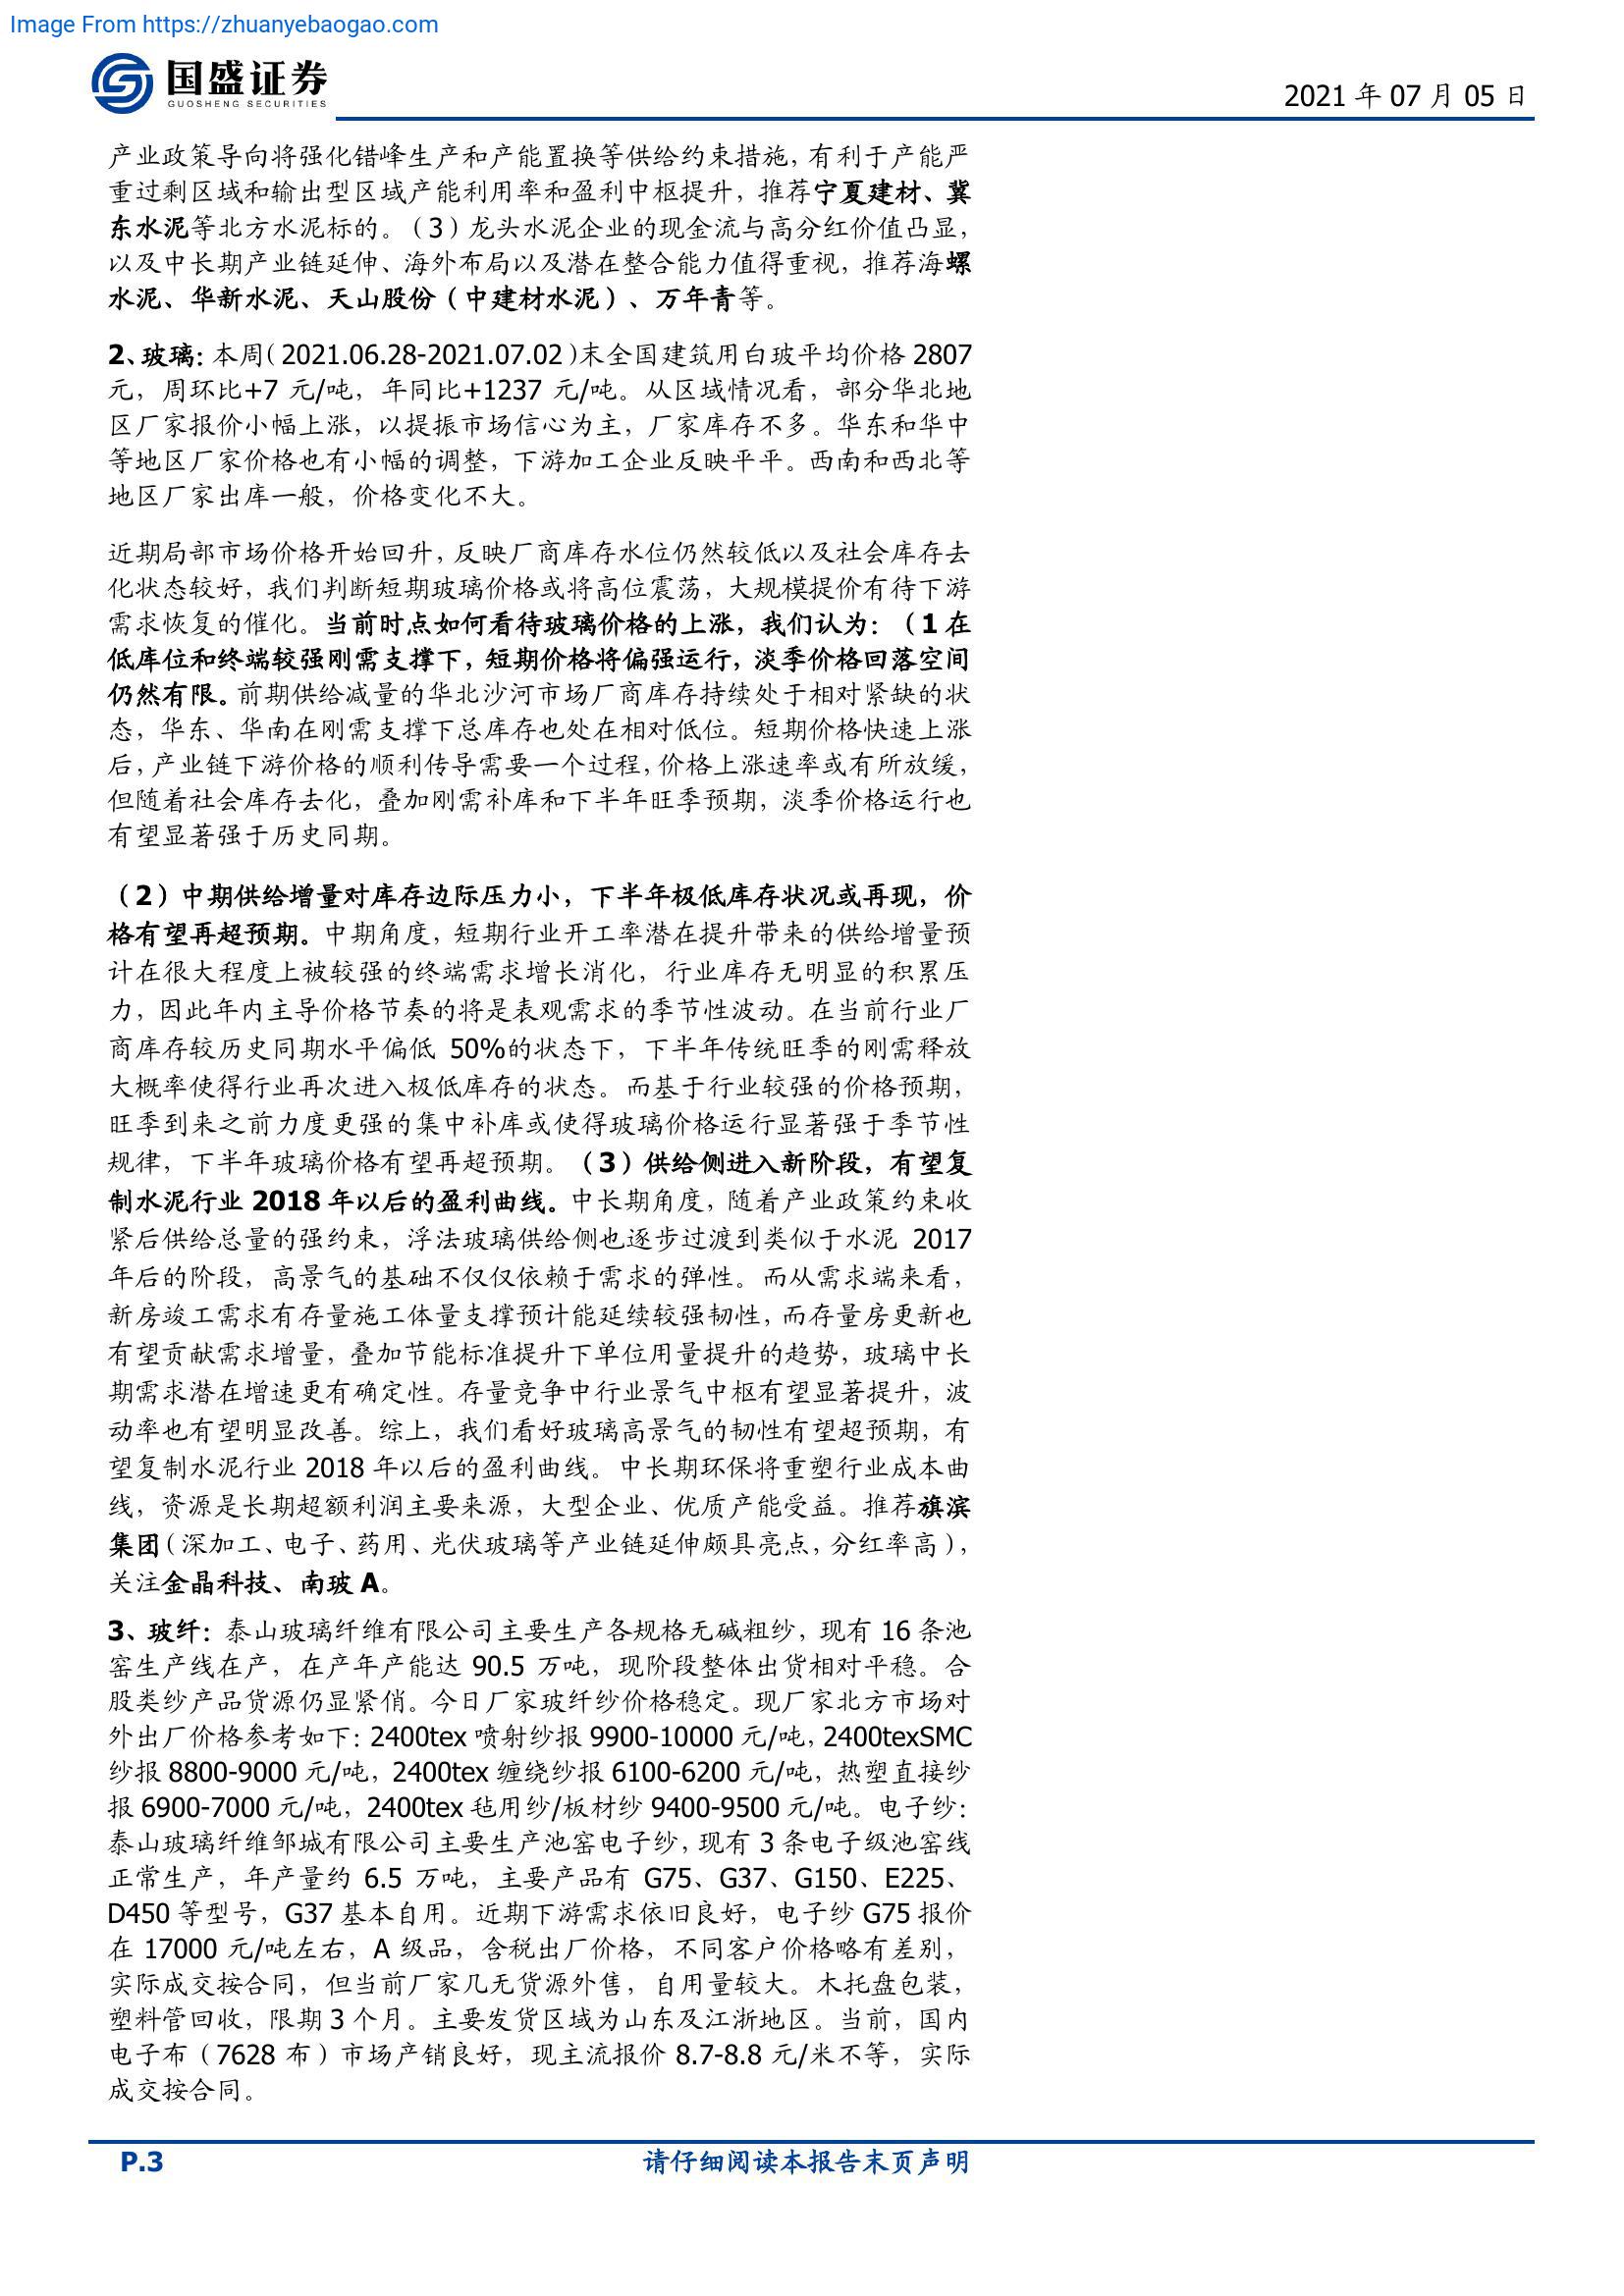 Image From https://zhuanyebaogao.com
国盛证券
GUOSHENG SECURITIES
2021 年 07 月 05 日
产业政策导向将强化错峰生产和产能置换等供给约束措施，有利于产能严
重过剩区域和输出型区域产能利用率和盈利中枢提升，推荐宁夏建材、冀
东水泥等北方水泥标的。（3）龙头水泥企业的现金流与高分红价值凸显，
以及中长期产业链延伸、海外布局以及潜在整合能力值得重视，推荐海螺
水泥、华新水泥、天山股份（中建材水泥）、万年青等。
2、玻璃：本周（2021.06.28-2021.07.02）末全国建筑用白玻平均价格 2807
元，周环比+7 元/吨，年同比+1237 元/吨。从区域情况看，部分华北地
区厂家报价小幅上涨，以提振市场信心为主，厂家库存不多。华东和华中
等地区厂家价格也有小幅的调整，下游加工企业反映平平。西南和西北等
地区厂家出库一般，价格变化不大。
近期局部市场价格开始回升，反映厂商库存水位仍然较低以及社会库存去
化状态较好，我们判断短期玻璃价格或将高位震荡，大规模提价有待下游
需求恢复的催化。当前时点如何看待玻璃价格的上涨，我们认为：（1 在
低库位和终端较强刚需支撑下，短期价格将偏强运行，淡季价格回落空间
仍然有限。前期供给减量的华北沙河市场厂商库存持续处于相对紧缺的状
态，华东、华南在刚需支撑下总库存也处在相对低位。短期价格快速上涨
后，产业链下游价格的顺利传导需要一个过程，价格上涨速率或有所放缓，
但随着社会库存去化，叠加刚需补库和下半年旺季预期，淡季价格运行也
有望显著强于历史同期。
（2）中期供给增量对库存边际压力小，下半年极低库存状况或再现，价
格有望再超预期。中期角度，短期行业开工率潜在提升带来的供给增量预
计在很大程度上被较强的终端需求增长消化，行业库存无明显的积累压
力，因此年内主导价格节奏的将是表观需求的季节性波动。在当前行业厂
商库存较历史同期水平偏低 50%的状态下，下半年传统旺季的刚需释放
大概率使得行业再次进入极低库存的状态。而基于行业较强的价格预期，
旺季到来之前力度更强的集中补库或使得玻璃价格运行显著强于季节性
规律，下半年玻璃价格有望再超预期。（3）供给侧进入新阶段，有望复
制水泥行业 2018 年以后的盈利曲线。中长期角度，随着产业政策约束收
紧后供给总量的强约束，浮法玻璃供给侧也逐步过渡到类似于水泥 2017
年后的阶段，高景气的基础不仅仅依赖于需求的弹性。而从需求端来看，
新房竣工需求有存量施工体量支撑预计能延续较强韧性，而存量房更新也
有望贡献需求增量，叠加节能标准提升下单位用量提升的趋势，玻璃中长
期需求潜在增速更有确定性。存量竞争中行业景气中枢有望显著提升，波
动率也有望明显改善。综上，我们看好玻璃高景气的韧性有望超预期，有
望复制水泥行业 2018 年以后的盈利曲线。中长期环保将重塑行业成本曲
线，资源是长期超额利润主要来源，大型企业、优质产能受益。推荐旗滨
集团（深加工、电子、药用、光伏玻璃等产业链延伸颇具亮点，分红率高），
关注金晶科技、南玻 A。
3、玻纤：泰山玻璃纤维有限公司主要生产各规格无碱粗纱，现有 16 条池
窑生产线在产，在产年产能达 90.5 万吨，现阶段整体出货相对平稳。合
股类纱产品货源仍显紧俏。今日厂家玻纤纱价格稳定。现厂家北方市场对
外出厂价格参考如下：2400tex 喷射纱报 9900-10000 元/吨，2400texSMC
纱报 8800-9000 元/吨，2400tex 缠绕纱报 6100-6200 元/吨，热塑直接纱
报 6900-7000 元/吨，2400tex 毡用纱/板材纱 9400-9500 元/吨。电子纱：
泰山玻璃纤维邹城有限公司主要生产池窑电子纱，现有 3 条电子级池窑线
正常生产，年产量约 6.5 万吨，主要产品有 G75、G37、G150、E225、
D450 等型号，G37 基本自用。近期下游需求依旧良好，电子纱 G75 报价
在 17000 元/吨左右，A 级品，含税出厂价格，不同客户价格略有差别，
实际成交按合同，但当前厂家几无货源外售，自用量较大。木托盘包装，
塑料管回收，限期 3 个月。主要发货区域为山东及江浙地区。当前，国内
电子布（7628 布）市场产销良好，现主流报价 8.7-8.8 元/米不等，实际
成交按合同。
P.3
请仔细阅读本报告末页声明